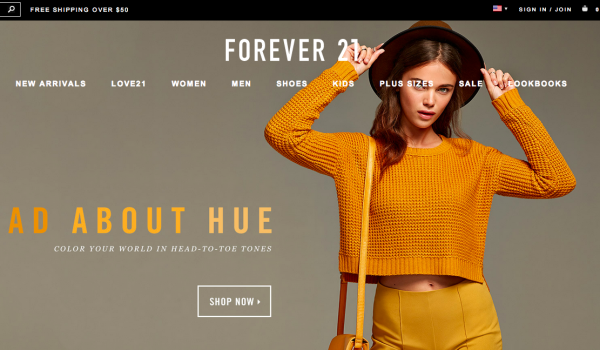 FREE SHIPPING OVER $50
SIGN IN / JOIN
0
FOREVER 21
NEW ARRIVALS LOVE21 WOMEN MEN SHOES KIDS PLUS SIZES SALE LOOKBOOKS
AD ABOUT HUE
COLOR YOUR WORLD IN HEAD-TO-TOE TONES
SHOP NOW